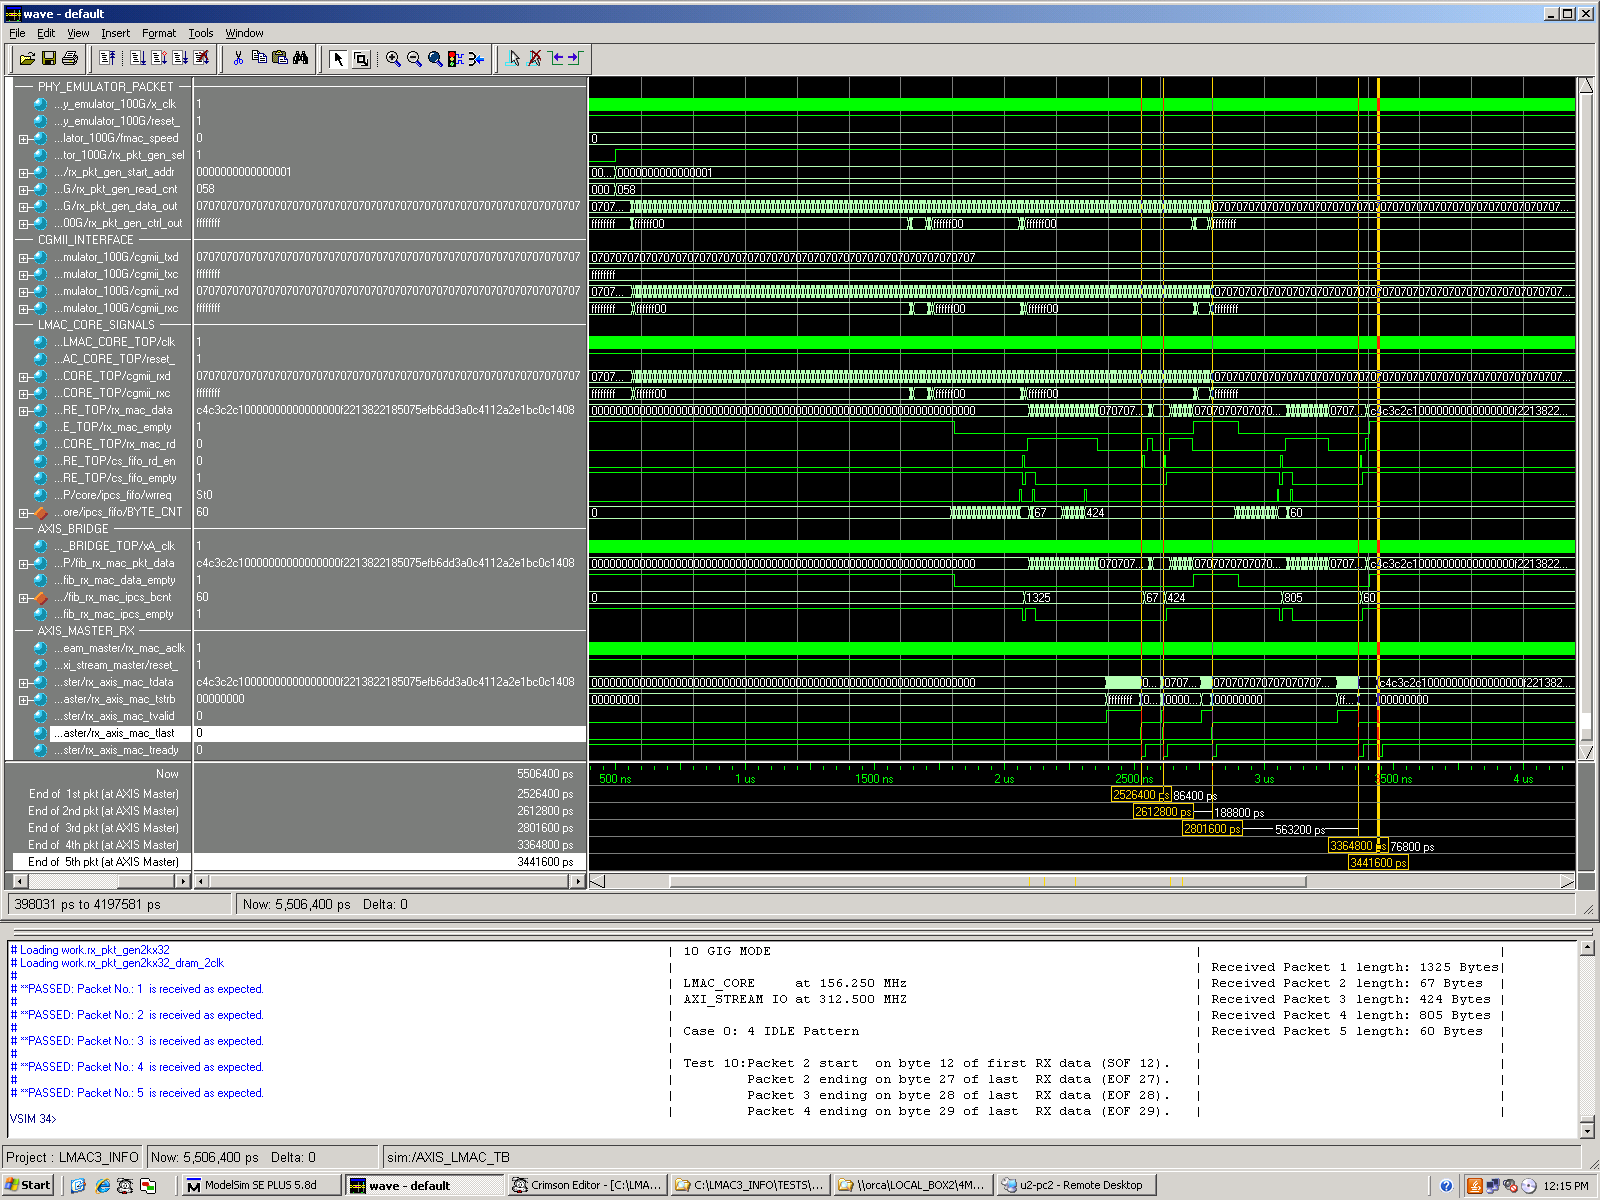 wave - default
File Edit View Insert Format Tools Window
PHY_EMULATOR_PACKET
...y_emulator_100G/x_clk 1
...y_emulator_100G/reset_ 1
...lator_100G/fmac_speed 0 0
...tor_100G/rx_pkt_gen_sel 1
.../rx_pkt_gen_start_addr 0000000000000001 00... 0000000000000001
...G/rx_pkt_gen_read_cnt 058 000 058
...G/rx_pkt_gen_data_out 0707070707070707070707070707070707070707070707070707070707070707 0707...
...00G/rx_pkt_gen_ctrl_out ffffffff ffffffff ffffff00 ffffff00 ffffff00 ffffffff
CGMII_INTERFACE
...mulator_100G/cgmii_txd 0707070707070707070707070707070707070707070707070707070707070707 0707070707070707070707070707070707070707070707070707070707070707
...mulator_100G/cgmii_txc ffffffff ffffffff
...mulator_100G/cgmii_rxd 0707070707070707070707070707070707070707070707070707070707070707 0707...
...mulator_100G/cgmii_rxc ffffffff ffffffff ffffff00 ffffff00 ffffff00 ffffffff
LMAC_CORE_SIGNALS
...LMAC_CORE_TOP/clk 1
...AC_CORE_TOP/reset_ 1
...CORE_TOP/cgmii_rxd 0707070707070707070707070707070707070707070707070707070707070707 0707...
...CORE_TOP/cgmii_rxc ffffffff ffffffff ffffff00 ffffff00 ffffff00 ffffffff
...RE_TOP/rx_mac_data c4c3c2c10000000000000000f2213822185075efb6dd3a0c4112a2e1bc0c1408 0000000000000000000000000000000000000000000000000000000000000000 070707... 0707070707070... 0707... c4c3c2c10000000000000000f2213822...
...E_TOP/rx_mac_empty 1
...CORE_TOP/rx_mac_rd 0
...RE_TOP/cs_fifo_rd_en 0
...RE_TOP/cs_fifo_empty 1
...P/core/ipcs_fifo/wrreq St0
...ore/ipcs_fifo/BYTE_CNT 60 0 67 424 60
AXIS_BRIDGE
..._BRIDGE_TOP/xA_clk 1
...P/fib_rx_mac_pkt_data c4c3c2c10000000000000000f2213822185075efb6dd3a0c4112a2e1bc0c1408 0000000000000000000000000000000000000000000000000000000000000000 070707... 0707070707070... 0707... c4c3c2c10000000000000000f2213822...
...fib_rx_mac_data_empty 1
.../fib_rx_mac_ipcs_bcnt 60 0 1325 67 424 805 60
...fib_rx_mac_ipcs_empty 1
AXIS_MASTER_RX
...eam_master/rx_mac_aclk 1
...xi_stream_master/reset_ 1
...ster/rx_axis_mac_tdata c4c3c2c10000000000000000f2213822185075efb6dd3a0c4112a2e1bc0c1408 0000000000000000000000000000000000000000000000000000000000000000 0... 0707... 0707070707070707... c4c3c2c10000000000000000f221382...
...aster/rx_axis_mac_tstrb 00000000 00000000 ffffffff 0... 0000... 00000000 ff... 00000000
...ster/rx_axis_mac_tvalid 0
...aster/rx_axis_mac_tlast 0
...ster/rx_axis_mac_tready 0
Now 5506400 ps 500 ns 1 us 1500 ns 2 us 2500 ns 3 us 3500 ns 4 us
End of 1st pkt (at AXIS Master) 2526400 ps 2526400 ps 86400 ps
End of 2nd pkt (at AXIS Master) 2612800 ps 2612800 ps 188800 ps
End of 3rd pkt (at AXIS Master) 2801600 ps 2801600 ps 563200 ps
End of 4th pkt (at AXIS Master) 3364800 ps 3364800 ps 76800 ps
End of 5th pkt (at AXIS Master) 3441600 ps 3441600 ps
398031 ps to 4197581 ps Now: 5,506,400 ps Delta: 0
# Loading work.rx_pkt_gen2kx32
# Loading work.rx_pkt_gen2kx32_dram_2clk
#
# **PASSED: Packet No.: 1 is received as expected.
#
# **PASSED: Packet No.: 2 is received as expected.
#
# **PASSED: Packet No.: 3 is received as expected.
#
# **PASSED: Packet No.: 4 is received as expected.
#
# **PASSED: Packet No.: 5 is received as expected.
VSIM 34>
| 10 GIG MODE | |
| | Received Packet 1 length: 1325 Bytes|
| LMAC_CORE at 156.250 MHz | Received Packet 2 length: 67 Bytes |
| AXI_STREAM IO at 312.500 MHZ | Received Packet 3 length: 424 Bytes |
| | Received Packet 4 length: 805 Bytes |
| Case 0: 4 IDLE Pattern | Received Packet 5 length: 60 Bytes |
| | |
| Test 10:Packet 2 start on byte 12 of first RX data (SOF 12). | |
| Packet 2 ending on byte 27 of last RX data (EOF 27). | |
| Packet 3 ending on byte 28 of last RX data (EOF 28). | |
| Packet 4 ending on byte 29 of last RX data (EOF 29). | |
Project : LMAC3_INFO Now: 5,506,400 ps Delta: 0 sim:/AXIS_LMAC_TB
Start ModelSim SE PLUS 5.8d wave - default Crimson Editor - [C:\LMA... C:\LMAC3_INFO\TESTS\... \\orca\LOCAL_BOX2\4M... u2-pc2 - Remote Desktop 12:15 PM